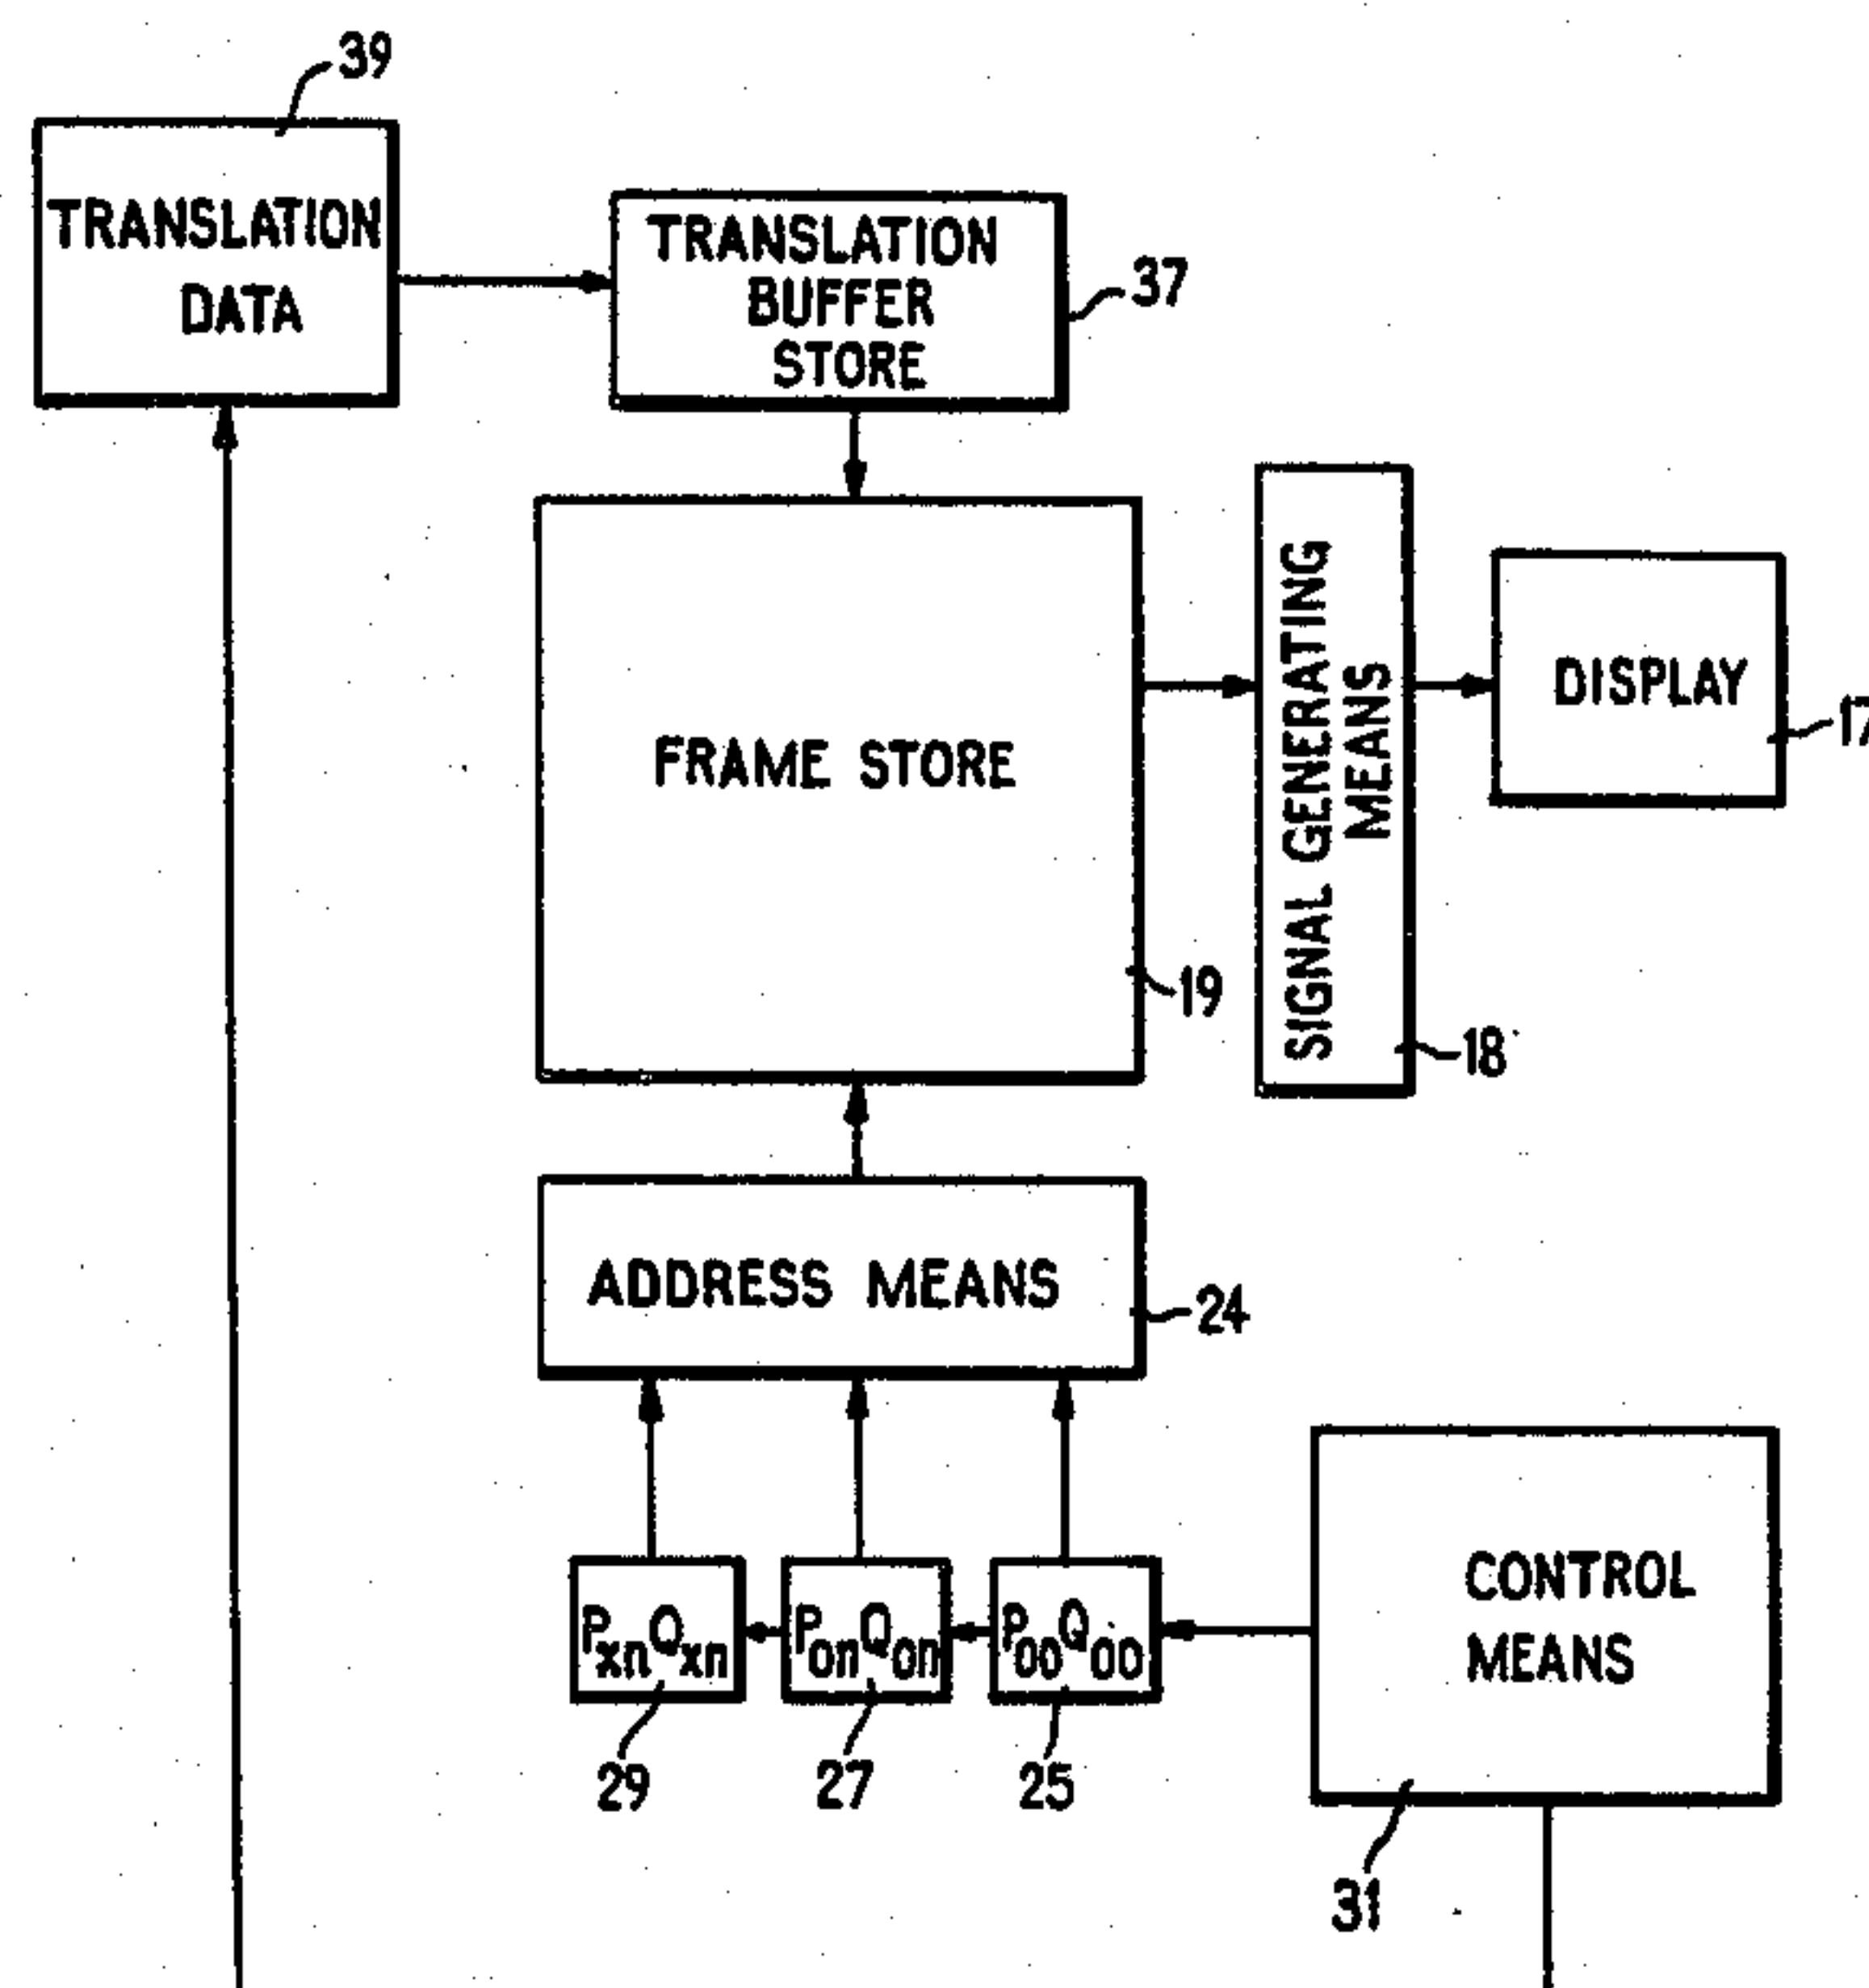 39
TRANSLATION
DATA
TRANSLATION
BUFFER
STORE
37
FRAME STORE
19
SIGNAL GENERATING
MEANS
18
DISPLAY
17
ADDRESS MEANS
24
PxnQxn
PonQon
P00Q00
29
27
25
CONTROL
MEANS
31